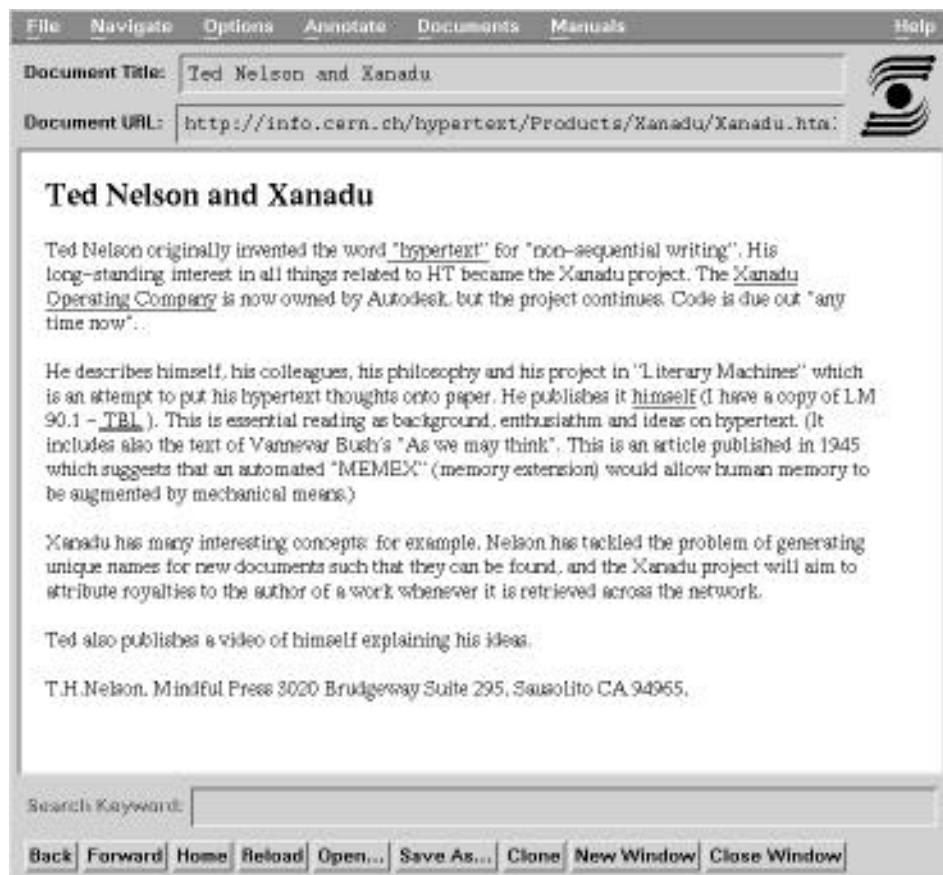 File Navigate Options Annotate Documents Manuals Help
Document Title: Ted Nelson and Xanadu
Document URL: http://info.cern.ch/hypertext/Products/Xanadu/Xanadu.html
Ted Nelson and Xanadu
Ted Nelson originally invented the word "hypertext" for "non-sequential writing". His
long-standing interest in all things related to HT became the Xanadu project. The Xanadu
Operating Company is now owned by Autodesk, but the project continues. Code is due out "any
time now".
He describes himself, his colleagues, his philosophy and his project in "Literary Machines" which
is an attempt to put his hypertext thoughts onto paper. He publishes it himself (I have a copy of LM
90.1 - TBL ). This is essential reading as background, enthusiathm and ideas on hypertext. (It
includes also the text of Vannevar Bush's "As we may think". This is an article published in 1945
which suggests that an automated "MEMEX" (memory extension) would allow human memory to
be augmented by mechanical means.)
Xanadu has many interesting concepts: for example, Nelson has tackled the problem of generating
unique names for new documents such that they can be found, and the Xanadu project will aim to
attribute royalties to the author of a work whenever it is retrieved across the network.
Ted also publishes a video of himself explaining his ideas.
T.H.Nelson, Mindful Press 3020 Brudgeway Suite 295, Sausolito CA 94965,
Search Keyword:
Back Forward Home Reload Open... Save As... Clone New Window Close Window